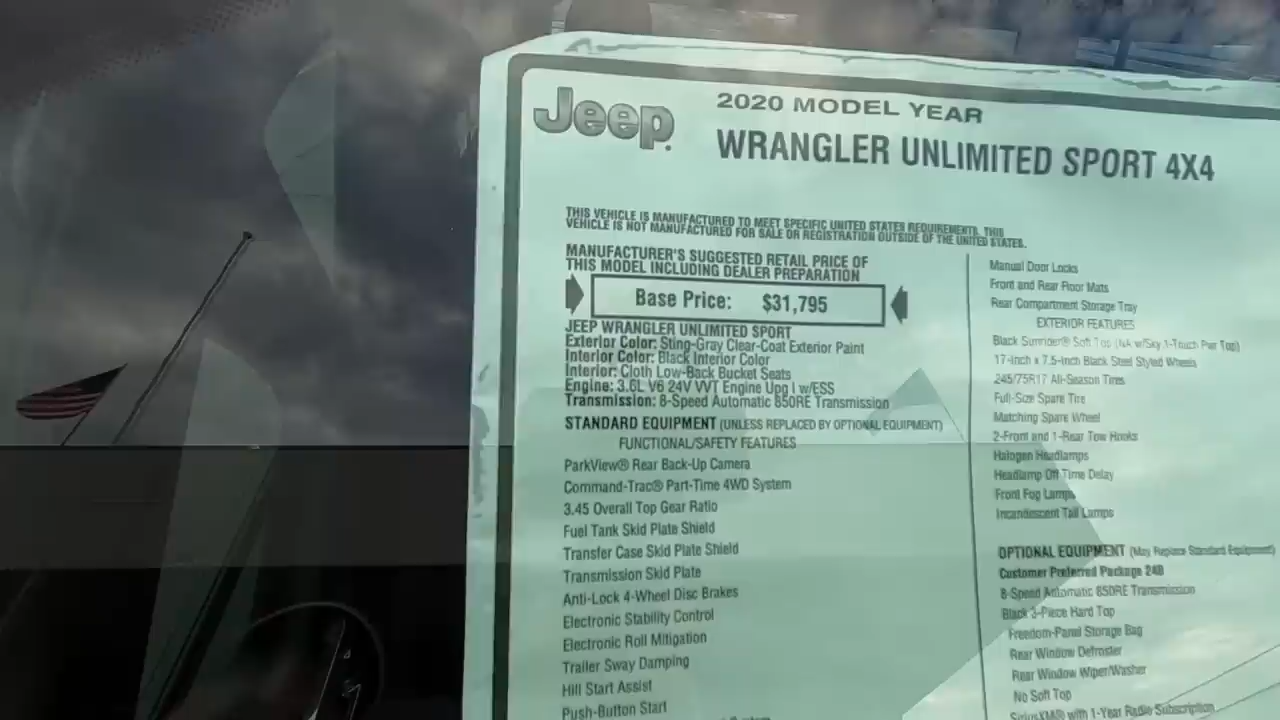 Jeep
2020 MODEL YEAR
WRANGLER UNLIMITED SPORT 4X4
THIS VEHICLE IS MANUFACTURED TO MEET SPECIFIC UNITED STATES REQUIREMENTS. THIS
VEHICLE IS NOT MANUFACTURED FOR SALE OR REGISTRATION OUTSIDE OF THE UNITED STATES.
MANUFACTURER'S SUGGESTED RETAIL PRICE OF
THIS MODEL INCLUDING DEALER PREPARATION
Base Price: $31,795
JEEP WRANGLER UNLIMITED SPORT
Exterior Color: Sting-Gray Clear-Coat Exterior Paint
Interior Color: Black Interior Color
Interior: Cloth Low-Back Bucket Seats
Engine: 3.6L V6 24V VVT Engine Upg I w/ESS
Transmission: 8-Speed Automatic 850RE Transmission
STANDARD EQUIPMENT (UNLESS REPLACED BY OPTIONAL EQUIPMENT)
FUNCTIONAL/SAFETY FEATURES
ParkView® Rear Back-Up Camera
Command-Trac® Part-Time 4WD System
3.45 Overall Top Gear Ratio
Fuel Tank Skid Plate Shield
Transfer Case Skid Plate Shield
Transmission Skid Plate
Anti-Lock 4-Wheel Disc Brakes
Electronic Stability Control
Electronic Roll Mitigation
Trailer Sway Damping
Hill Start Assist
Push-Button Start
Manual Door Locks
Front and Rear Floor Mats
Rear Compartment Storage Tray
EXTERIOR FEATURES
Black Sunrider® Soft Top (NA w/Sky 1-Touch Pwr Top)
17-Inch x 7.5-Inch Black Steel Styled Wheels
245/75R17 All-Season Tires
Full-Size Spare Tire
Matching Spare Wheel
2-Front and 1-Rear Tow Hooks
Halogen Headlamps
Headlamp Off Time Delay
Front Fog Lamps
Incandescent Tail Lamps
OPTIONAL EQUIPMENT (May Replace Standard Equipment)
Customer Preferred Package 24B
8-Speed Automatic 850RE Transmission
Black 3-Piece Hard Top
Freedom-Panel Storage Bag
Rear Window Defroster
Rear Window Wiper/Washer
No Soft Top
SiriusXM® with 1-Year Radio Subscription